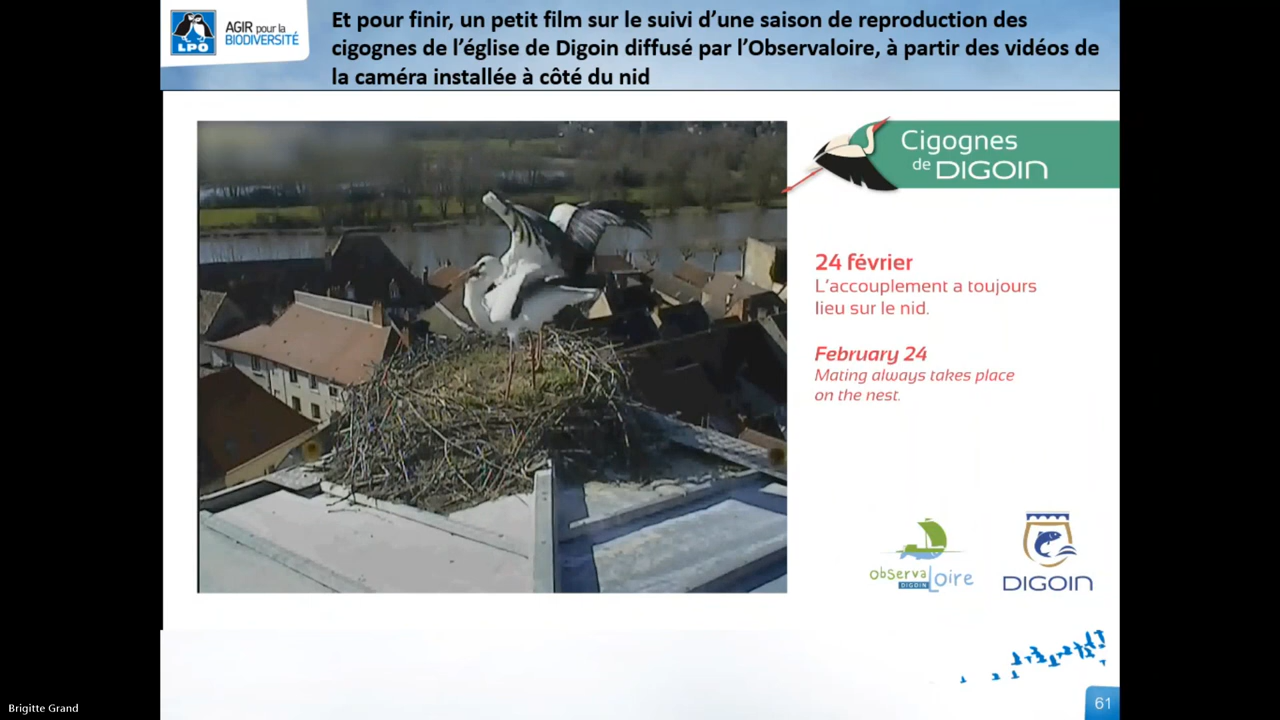 LPO
AGIR pour la
BIODIVERSITÉ
Et pour finir, un petit film sur le suivi d’une saison de reproduction des
cigognes de l’église de Digoin diffusé par l’Observaloire, à partir des vidéos de
la caméra installée à côté du nid
Cigognes
de DIGOIN
24 février
L’accouplement a toujours
lieu sur le nid.
February 24
Mating always takes place
on the nest.
observa
DIGOIN Loire
DIGOIN
Brigitte Grand
61